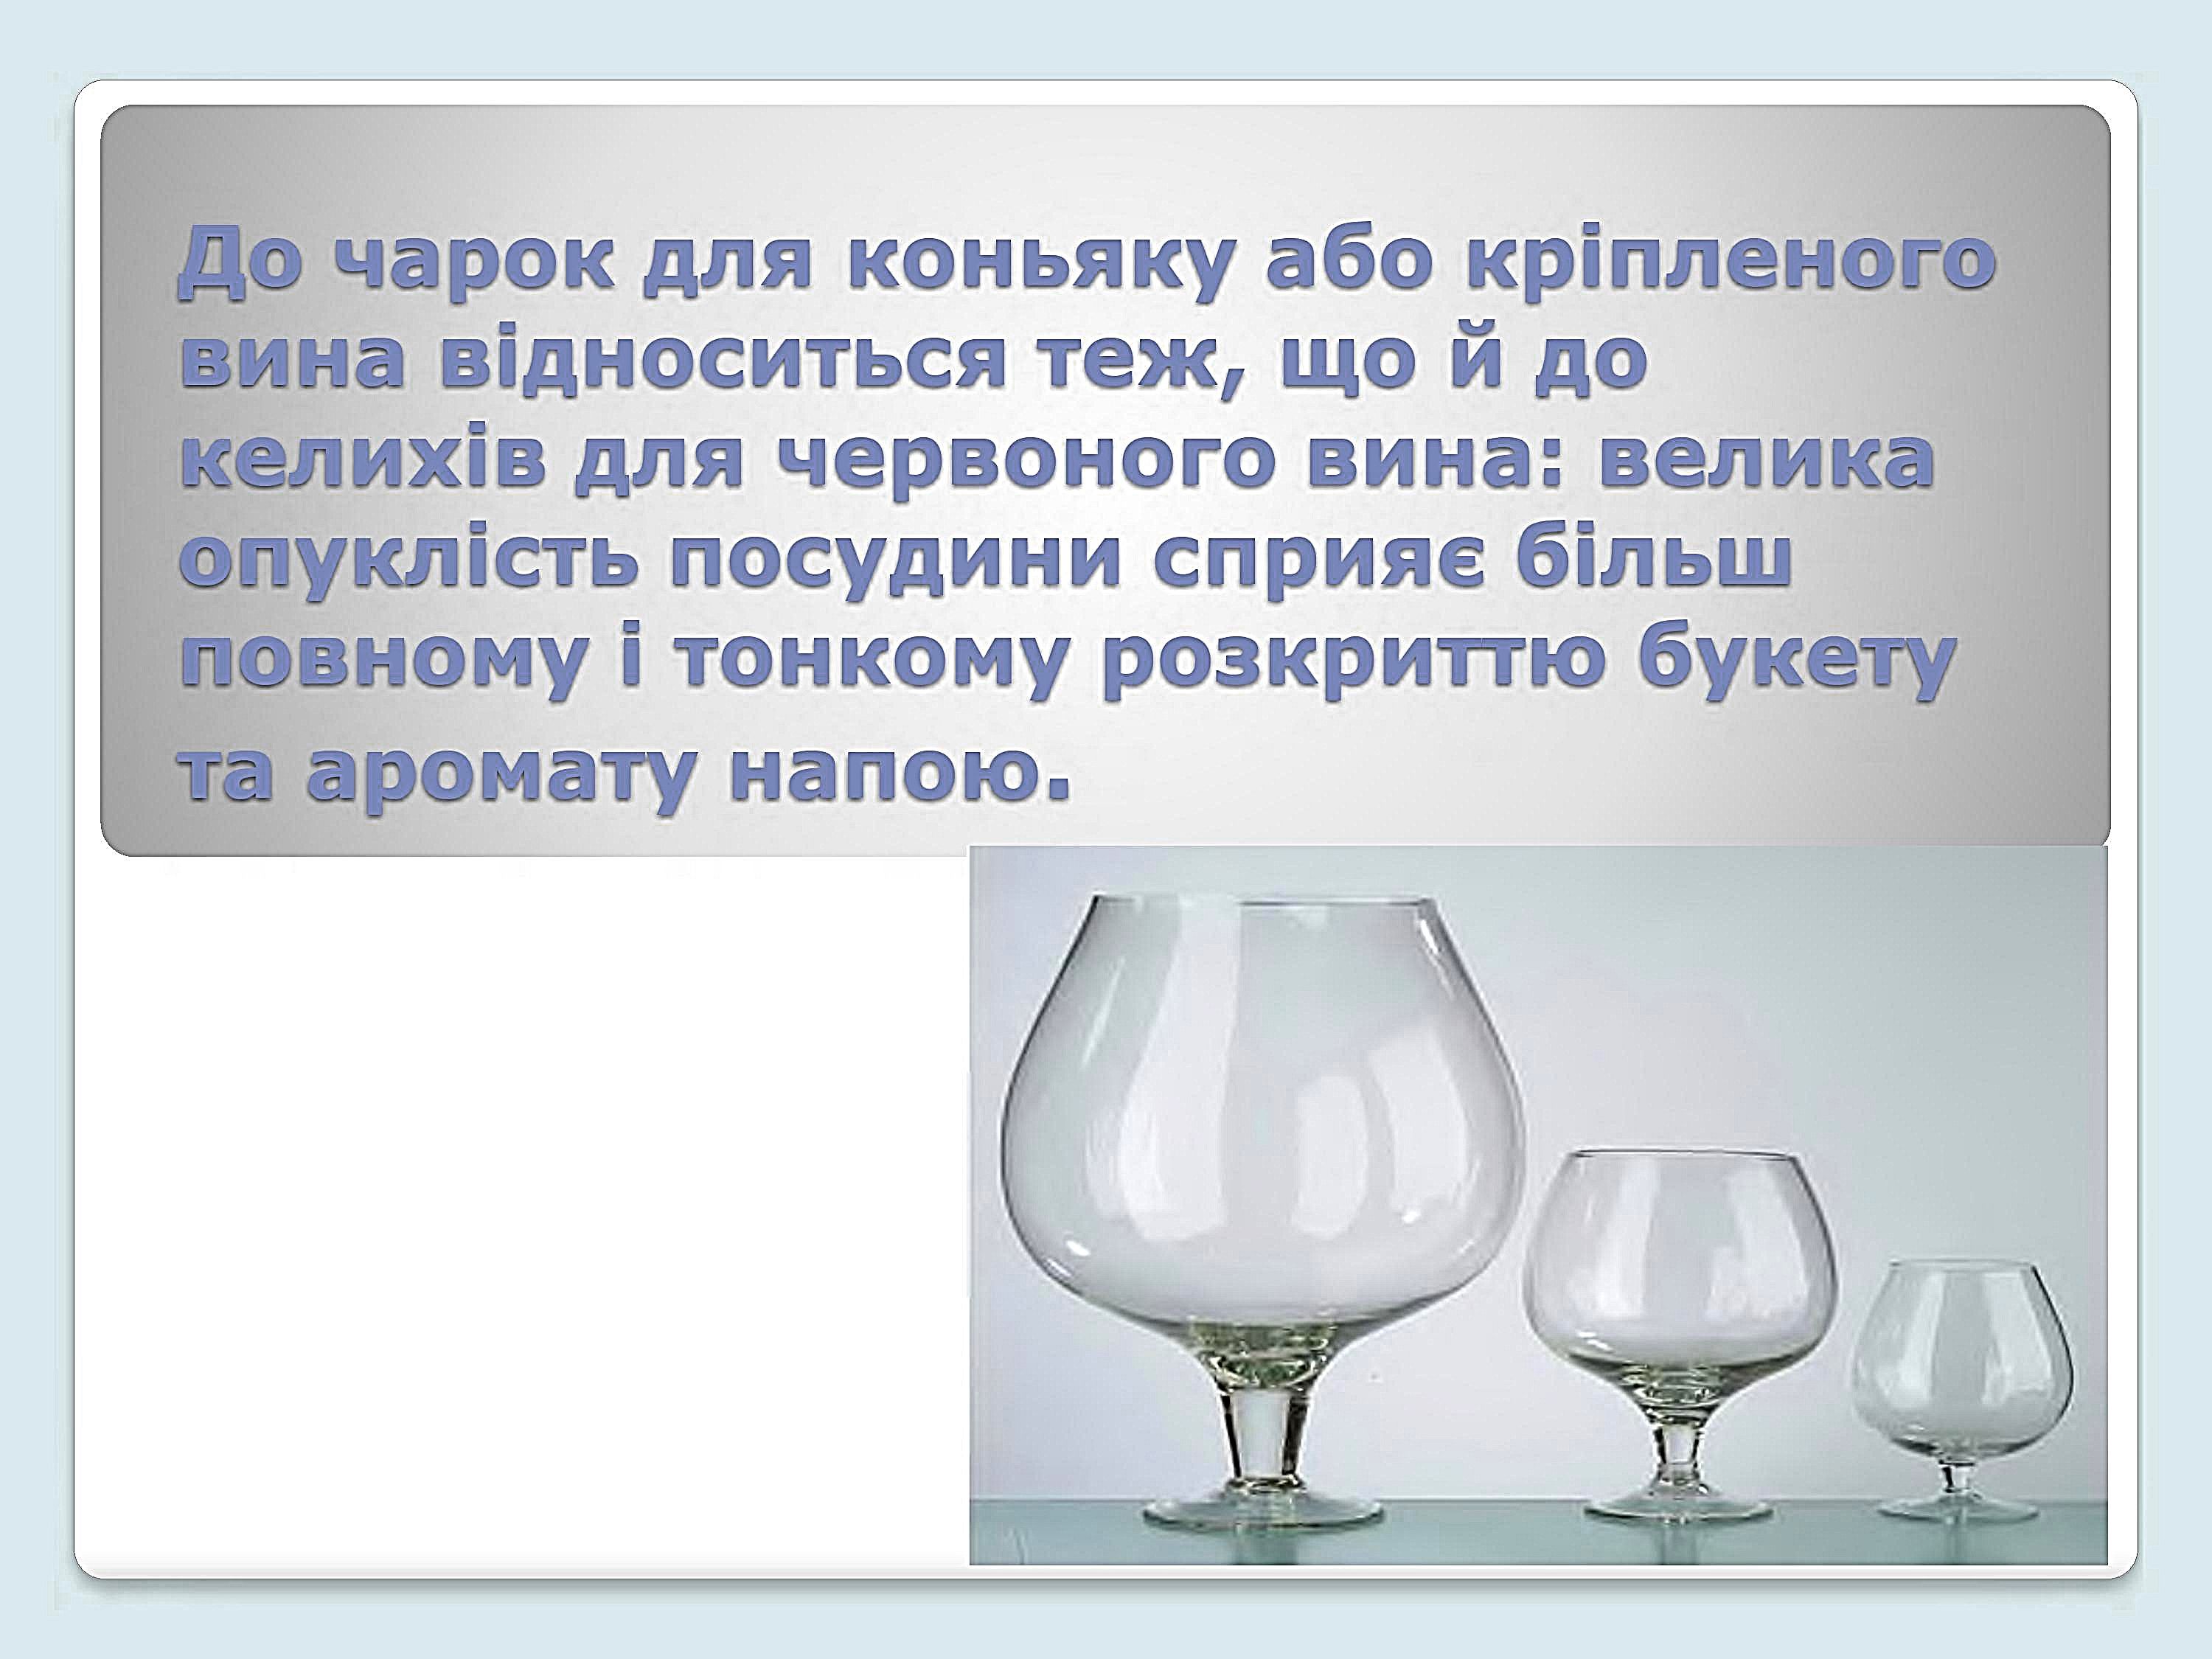 До чарок для коньяку або кріпленого
вина відноситься теж, що й до
келихів для червоного вина: велика
опуклість посудини сприяє більш
повному і тонкому розкриттю букету
та аромату напою.